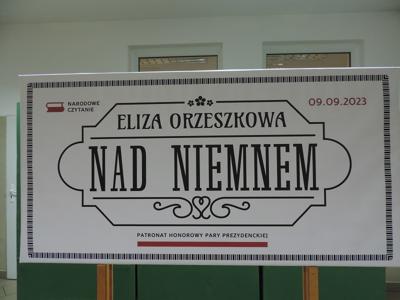 NARODOWE
CZYTANIE
09.09.2023
ELIZA ORZESZKOWA
NAD NIEMNEM
PATRONAT HONOROWY PARY PREZYDENCKIEJ